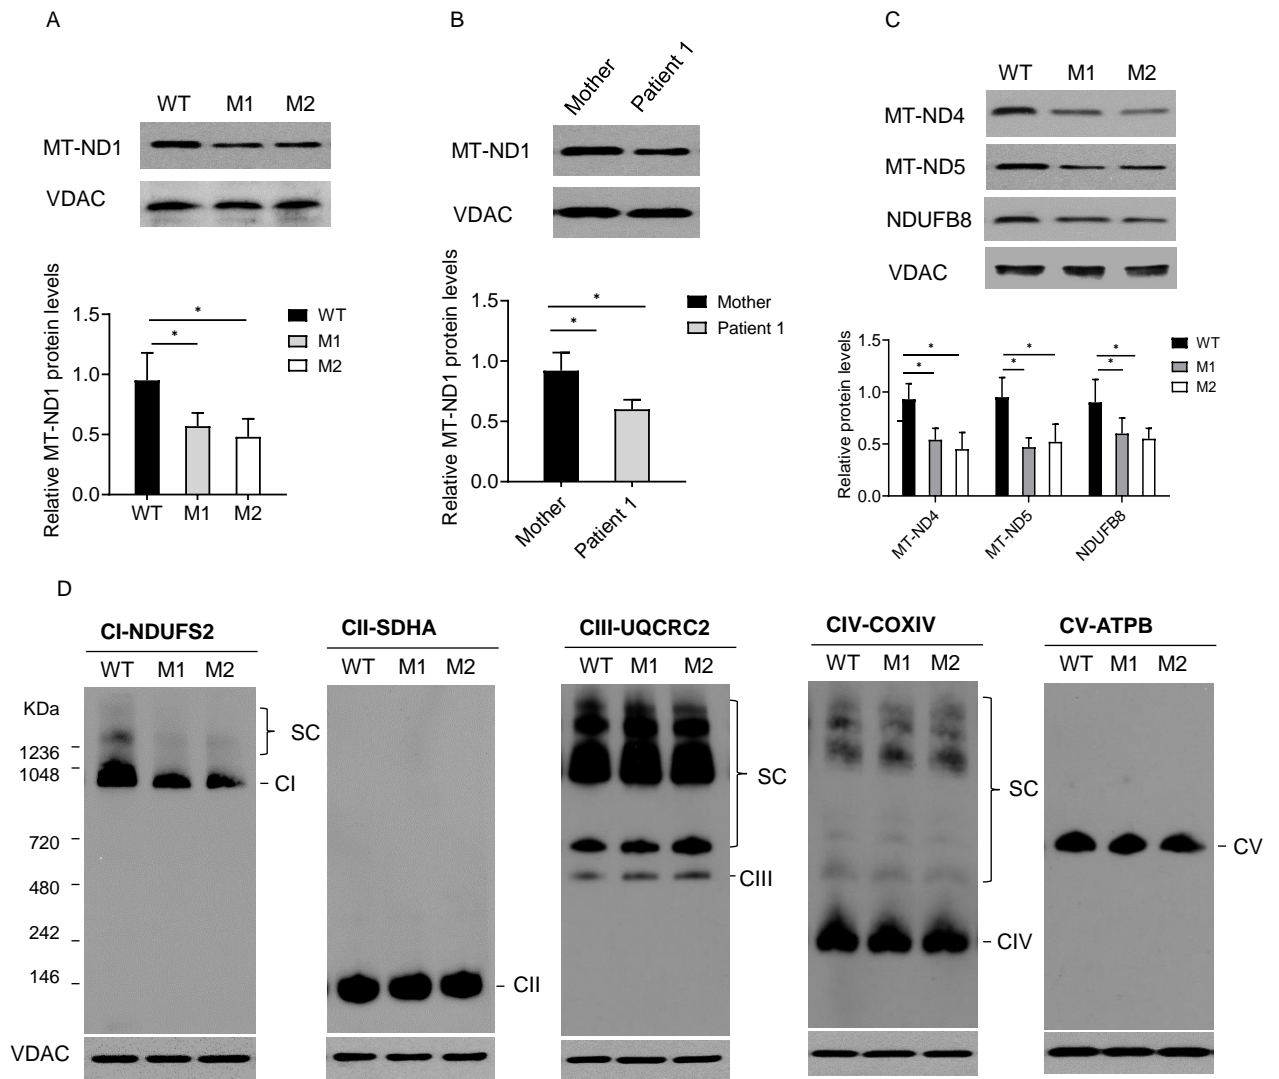 A
WT M1 M2
MT-ND1
VDAC
Relative MT-ND1 protein levels
1.5
1.0
0.5
0.0
*
*
WT M1 M2
WT
M1
M2
B
Mother Patient 1
MT-ND1
VDAC
Relative MT-ND1 protein levels
1.5
1.0
0.5
0.0
*
*
Mother Patient 1
Mother
Patient 1
C
WT M1 M2
MT-ND4
MT-ND5
NDUFB8
VDAC
Relative protein levels
1.5
1.0
0.5
0.0
* * *
* * *
MT-ND4 MT-ND5 NDUFB8
WT
M1
M2
D
CI-NDUFS2
WT M1 M2
KDa
1236
1048
720
480
242
146
SC
CI
VDAC
CII-SDHA
WT M1 M2
CII
CIII-UQCRC2
WT M1 M2
SC
CIII
CIV-COXIV
WT M1 M2
SC
CIV
CV-ATPB
WT M1 M2
CV